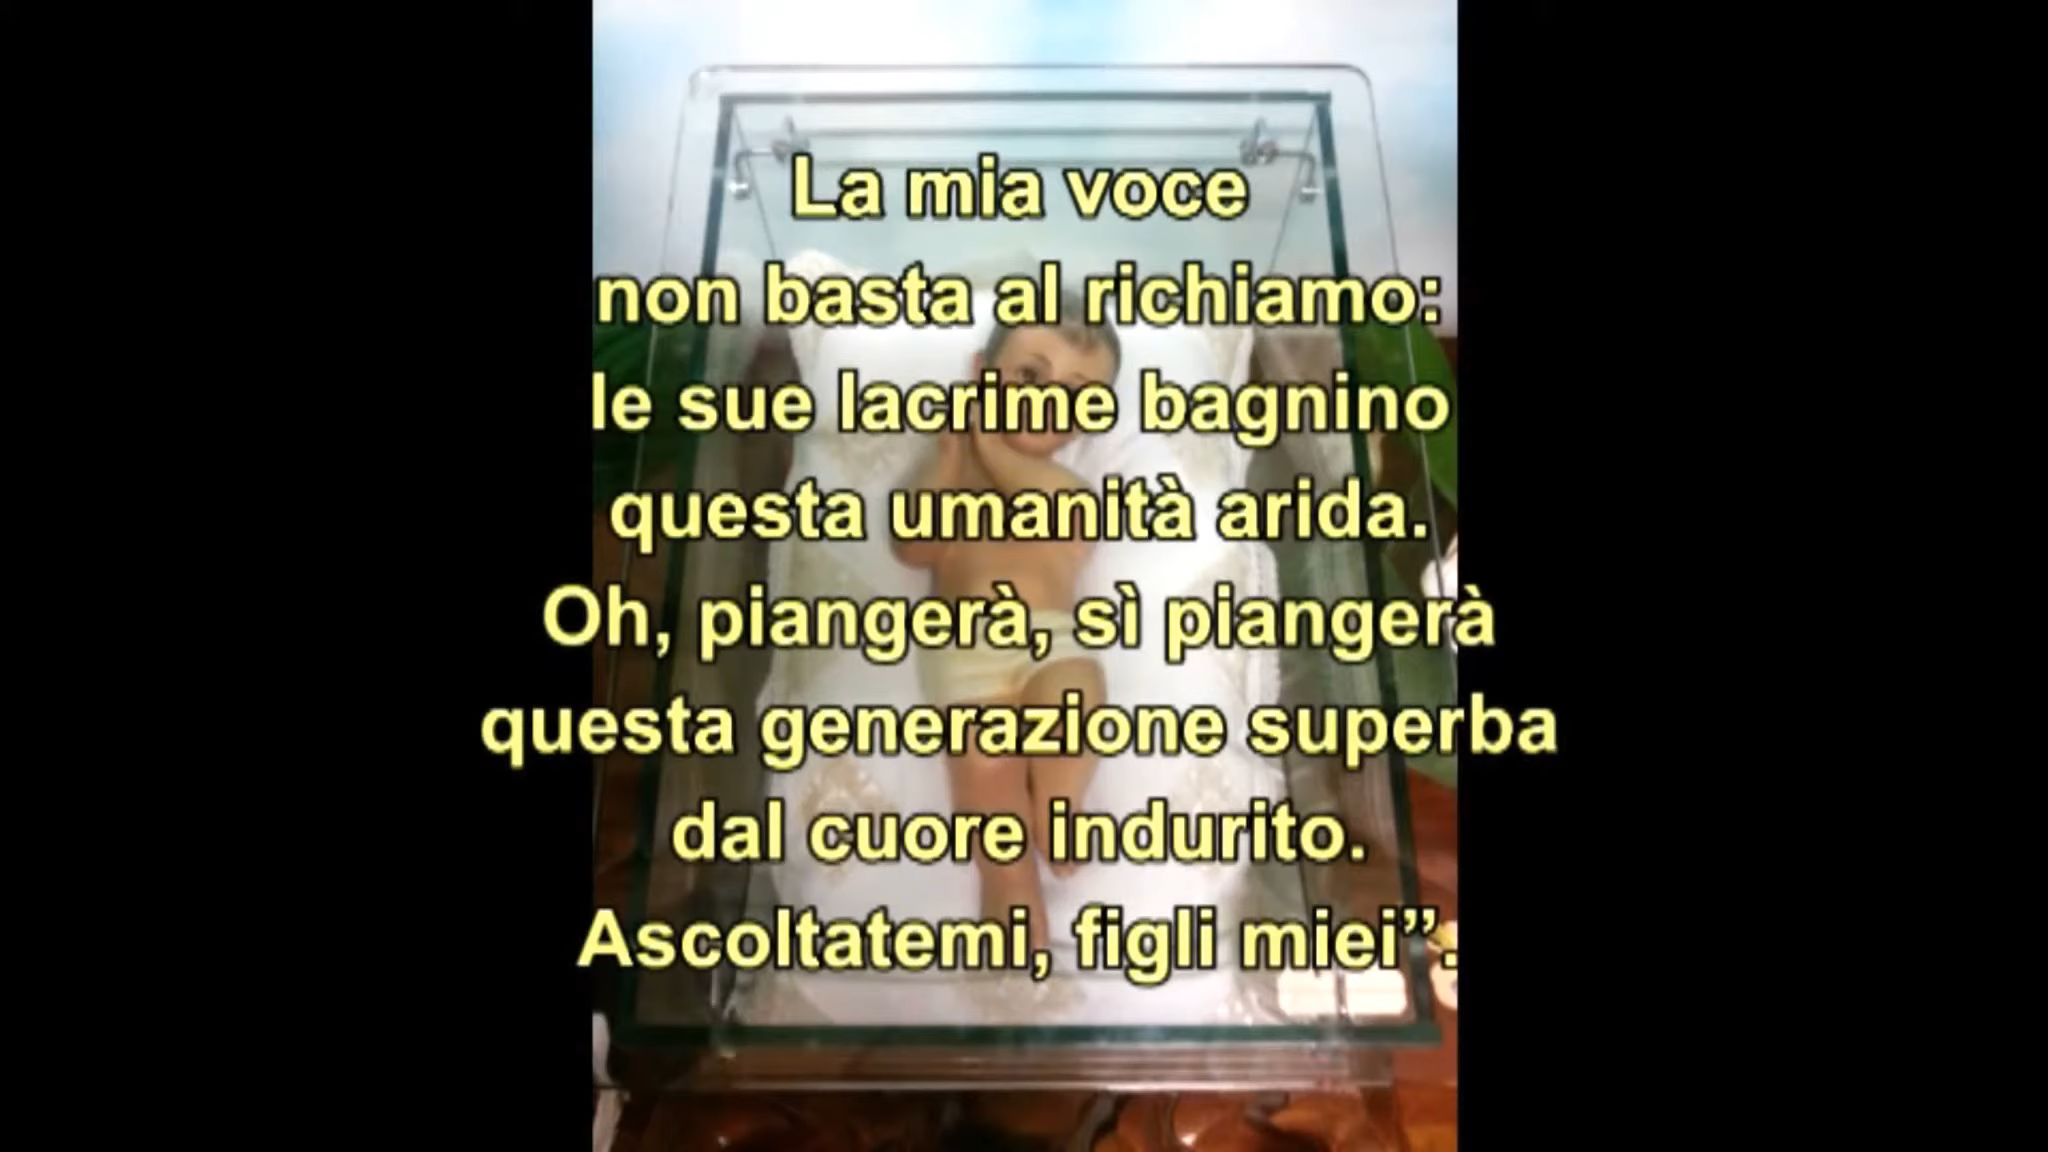 La mia voce
non basta al richiamo:
le sue lacrime bagnino
questa umanità arida.
Oh, piangerà, sì piangerà
questa generazione superba
dal cuore indurito.
Ascoltatemi, figli miei”.